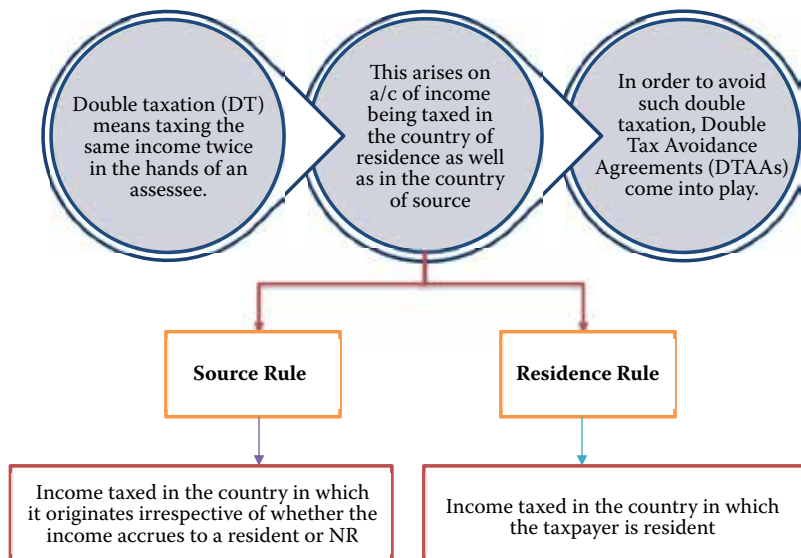 Double taxation (DT)
means taxing the
same income twice
in the hands of an
assessee.
This arises on
a/c of income
being taxed in
the country of
residence as well
as in the country
of source
In order to avoid
such double
taxation, Double
Tax Avoidance
Agreements (DTAAs)
come into play.
Source Rule
Residence Rule
Income taxed in the country in which
it originates irrespective of whether the
income accrues to a resident or NR
Income taxed in the country in which
the taxpayer is resident